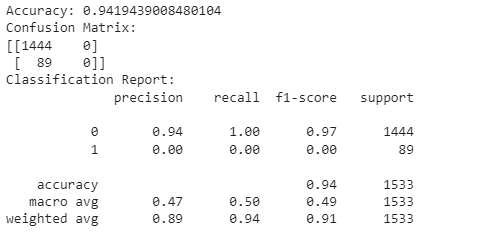 Accuracy: 0.9419439008480104
Confusion Matrix:
[[1444    0]
 [  89    0]]
Classification Report:
              precision    recall  f1-score   support

           0       0.94      1.00      0.97      1444
           1       0.00      0.00      0.00        89

    accuracy                           0.94      1533
   macro avg       0.47      0.50      0.49      1533
weighted avg       0.89      0.94      0.91      1533